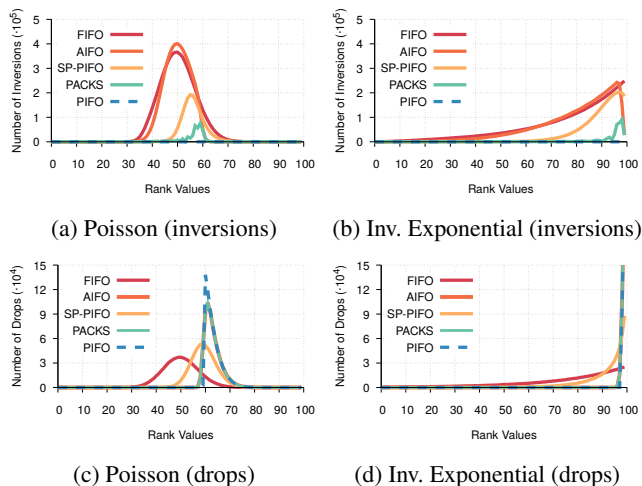 Number of Inversions (·10⁵)
5
4
3
2
1
0
FIFO
AIFO
SP-PIFO
PACKS
PIFO
0 10 20 30 40 50 60 70 80 90 100
Rank Values
(a) Poisson (inversions)
Number of Inversions (·10⁵)
5
4
3
2
1
0
FIFO
AIFO
SP-PIFO
PACKS
PIFO
0 10 20 30 40 50 60 70 80 90 100
Rank Values
(b) Inv. Exponential (inversions)
Number of Drops (·10⁴)
15
12
9
6
3
0
FIFO
AIFO
SP-PIFO
PACKS
PIFO
0 10 20 30 40 50 60 70 80 90 100
Rank Values
(c) Poisson (drops)
Number of Drops (·10⁴)
15
12
9
6
3
0
FIFO
AIFO
SP-PIFO
PACKS
PIFO
0 10 20 30 40 50 60 70 80 90 100
Rank Values
(d) Inv. Exponential (drops)